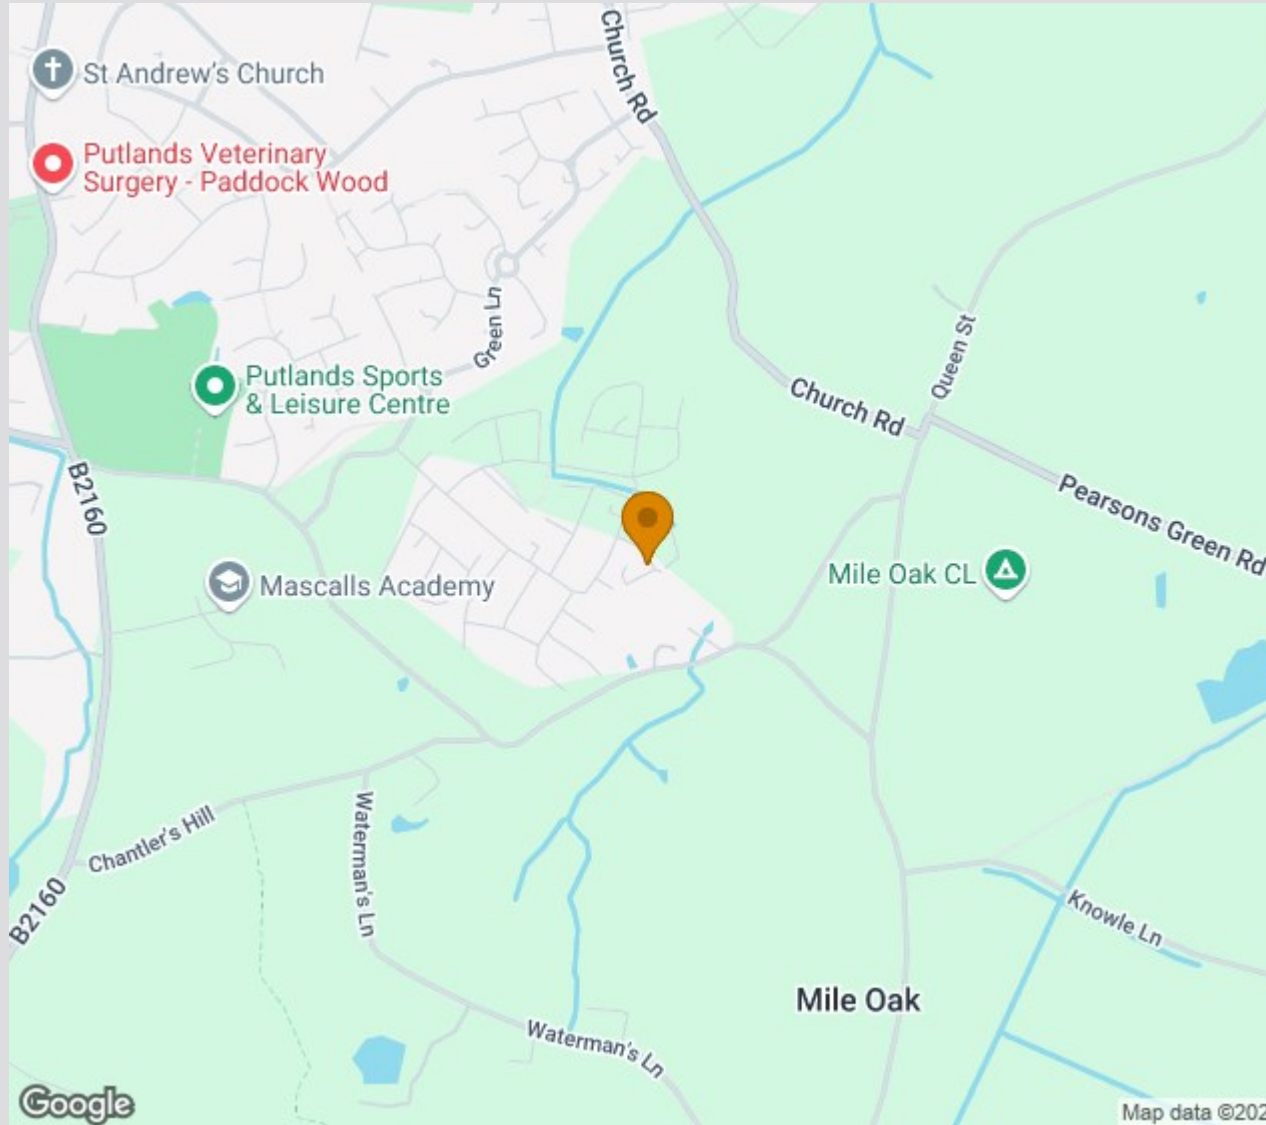 Church Rd
St Andrew's Church
Putlands Veterinary
Surgery - Paddock Wood
Green Ln
Queen St
Putlands Sports
& Leisure Centre
Church Rd
B2160
Pearsons Green Rd
Mascalls Academy
Mile Oak CL
Chantler's Hill
Waterman's Ln
B2160
Knowle Ln
Mile Oak
Waterman's Ln
Google
Map data ©202